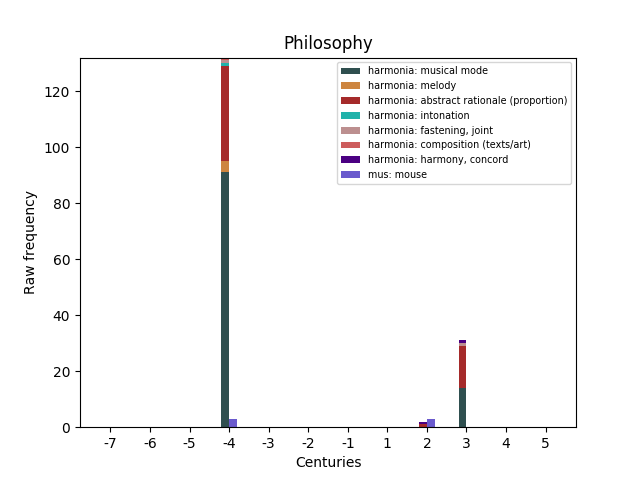 Philosophy
harmonia: musical mode
harmonia: melody
harmonia: abstract rationale (proportion)
harmonia: intonation
harmonia: fastening, joint
harmonia: composition (texts/art)
harmonia: harmony, concord
mus: mouse
Raw frequency
120
100
80
60
40
20
0
-7 -6 -5 -4 -3 -2 -1 1 2 3 4 5
Centuries